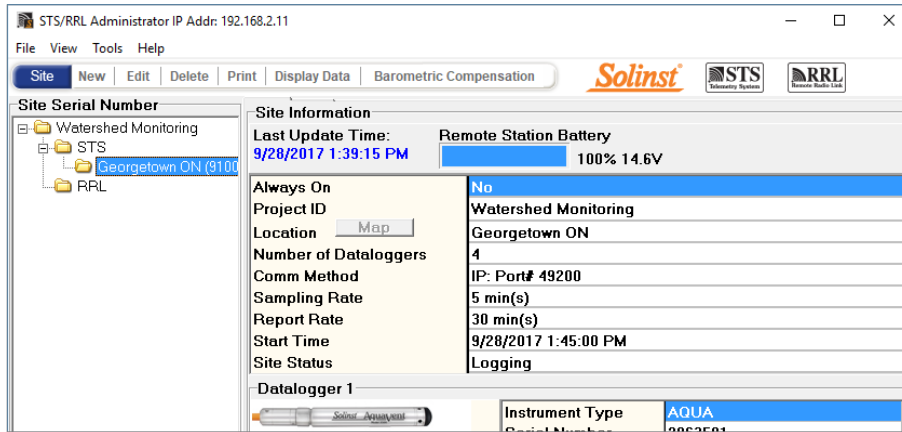 STS/RRL Administrator IP Addr: 192.168.2.11
File View Tools Help
Site New Edit Delete Print Display Data Barometric Compensation Solinst STS Telemetry System RRL Remote Radio Link
Site Serial Number
Watershed Monitoring
STS
Georgetown ON (9100
RRL
Site Information
Last Update Time: Remote Station Battery
9/28/2017 1:39:15 PM 100% 14.6V
Always On No
Project ID Watershed Monitoring
Location Map Georgetown ON
Number of Dataloggers 4
Comm Method IP: Port# 49200
Sampling Rate 5 min(s)
Report Rate 30 min(s)
Start Time 9/28/2017 1:45:00 PM
Site Status Logging
Datalogger 1
Solinst Aquavent Instrument Type AQUA
Serial Number